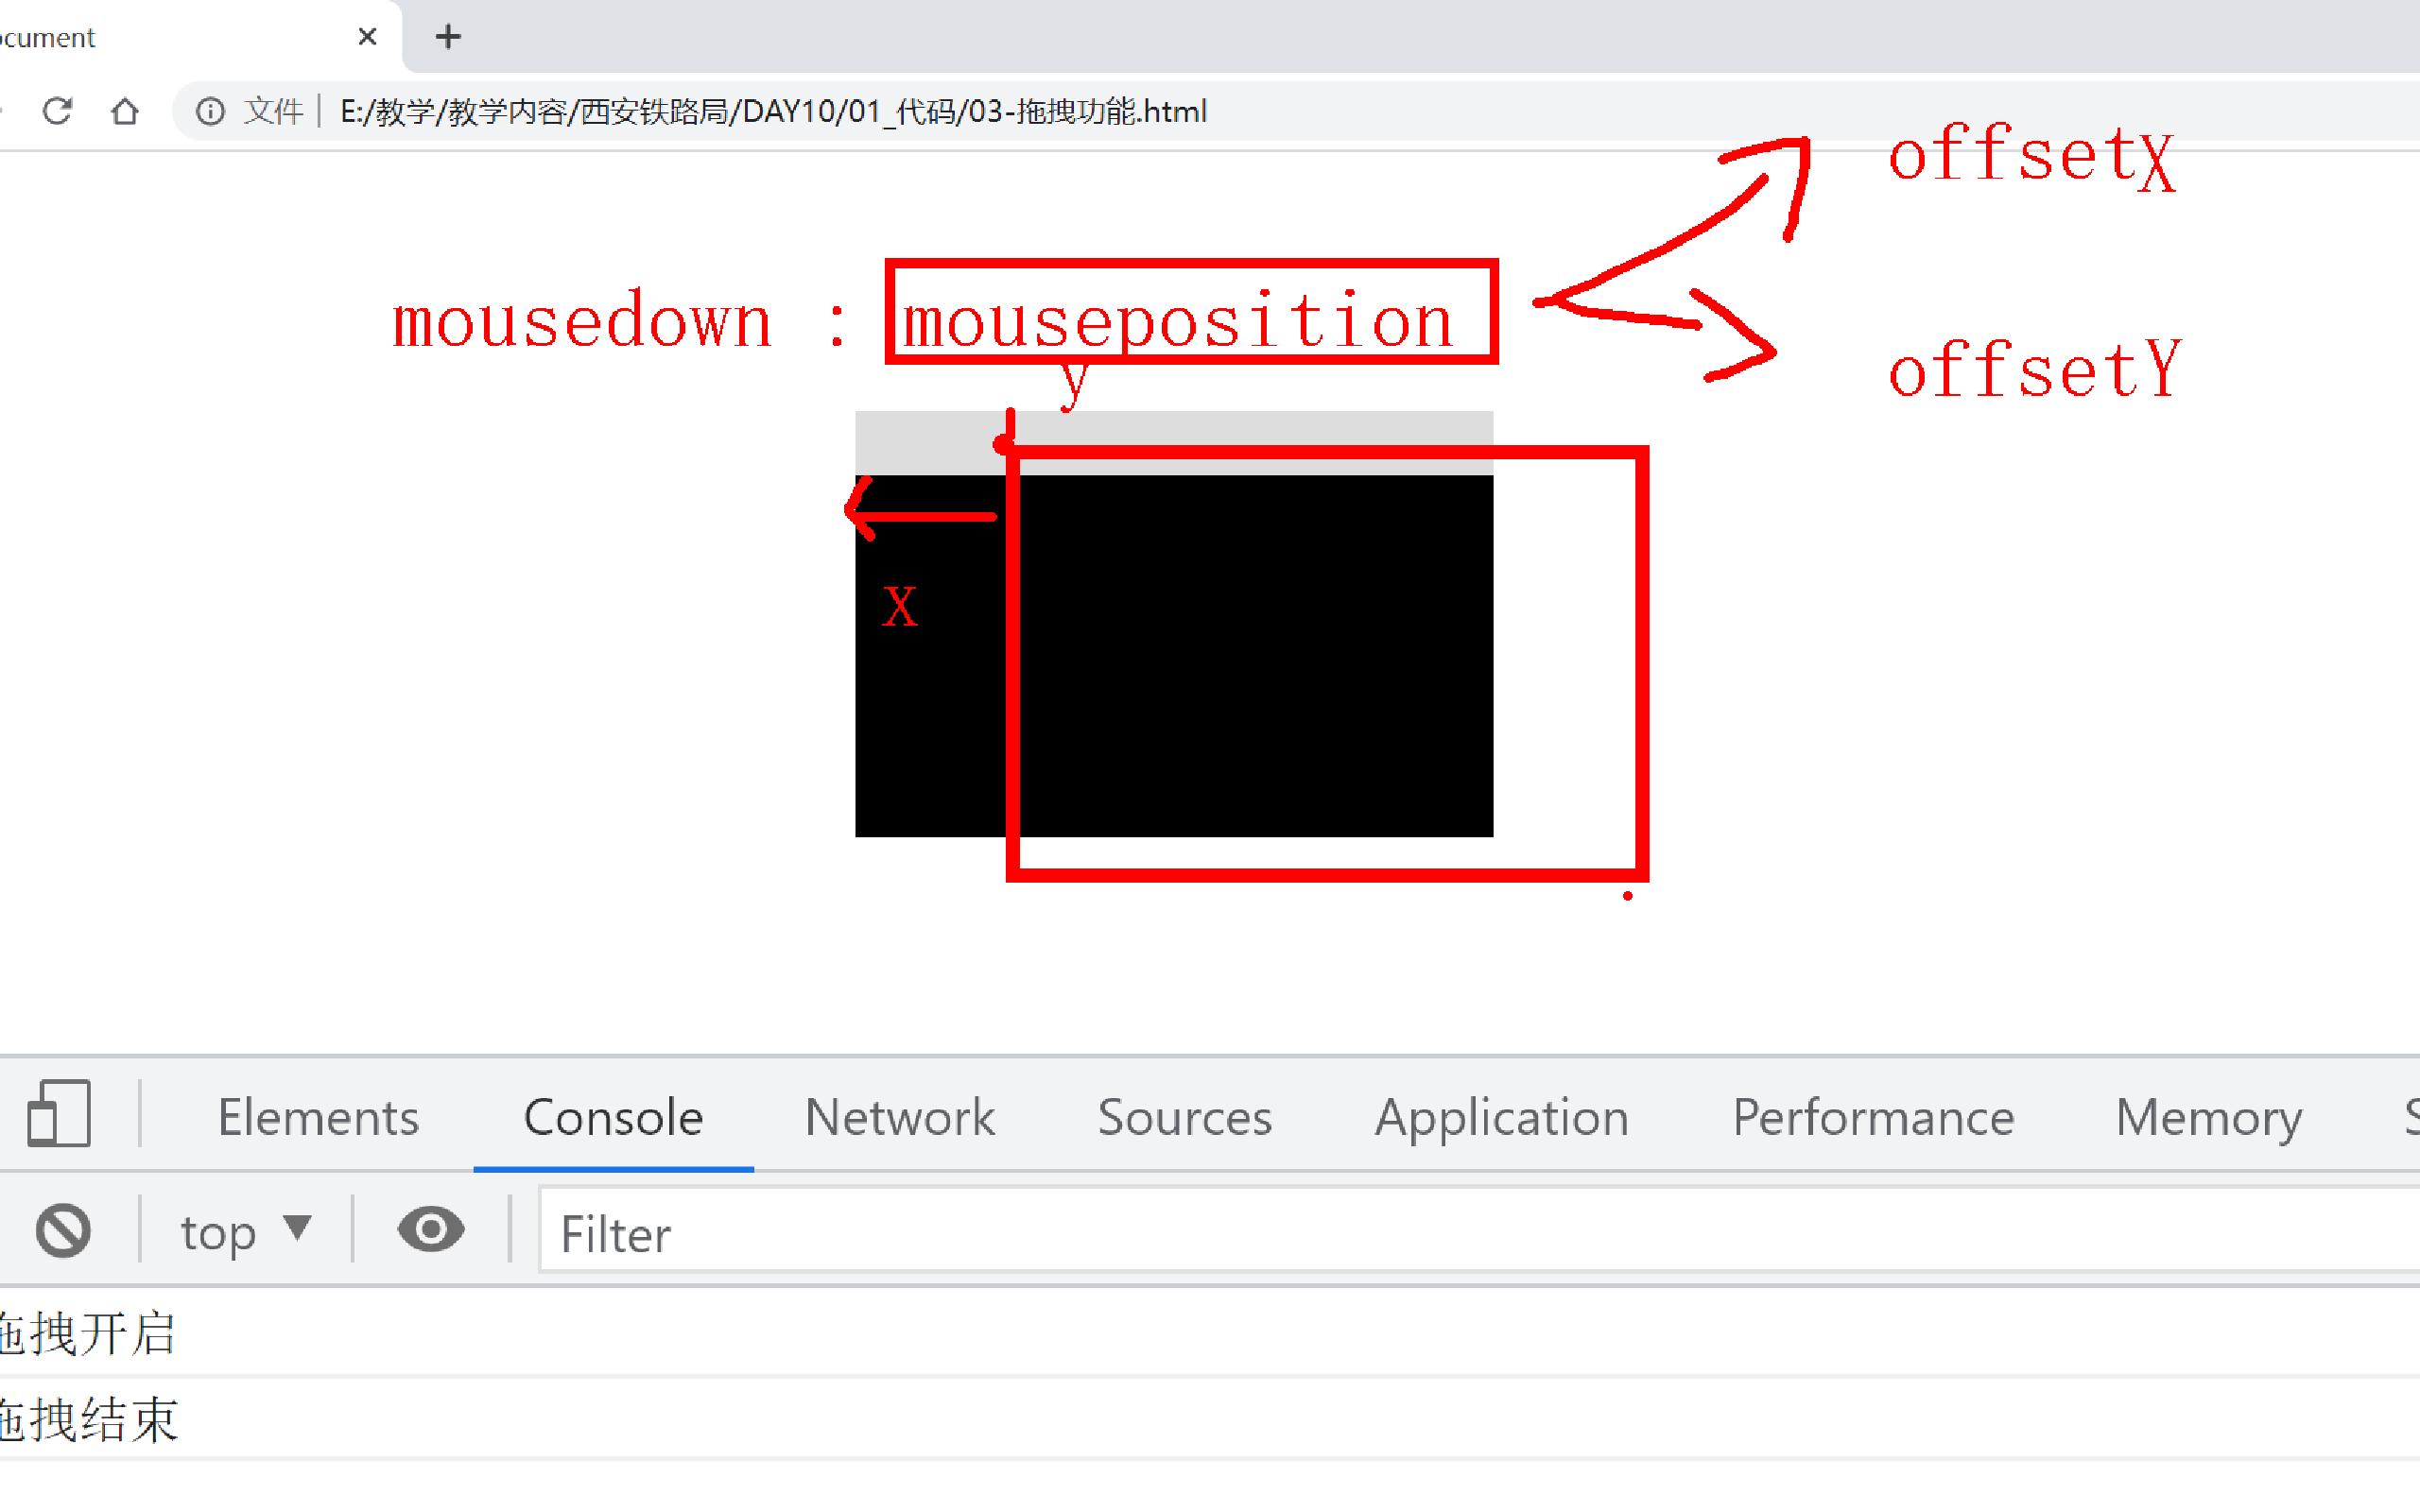 ocument
文件 E:/教学/教学内容/西安铁路局/DAY10/01_代码/03-拖拽功能.html
offsetX
mousedown : mouseposition
offsetY
y
x
Elements Console Network Sources Application Performance Memory S
top Filter
拖拽开启
拖拽结束